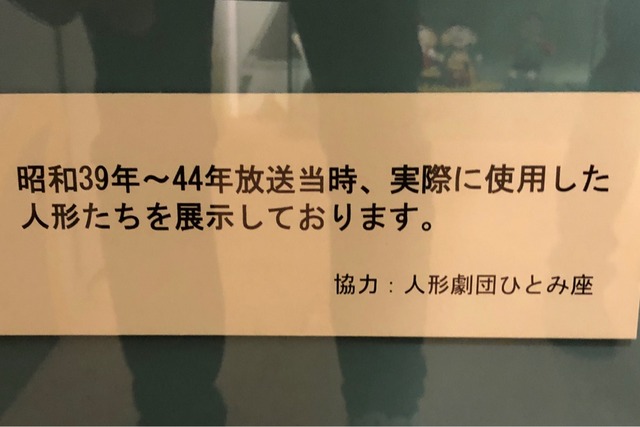 昭和39年～44年放送当時、実際に使用した
人形たちを展示しております。
協力：人形劇団ひとみ座